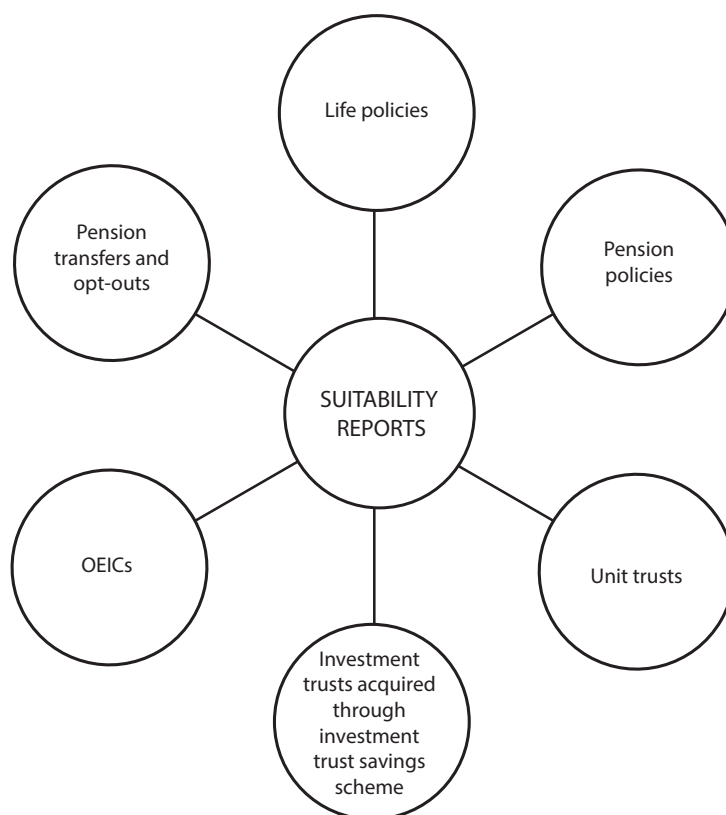 Life policies
Pension
transfers and
opt-outs
Pension
policies
SUITABILITY
REPORTS
OEICs
Unit trusts
Investment
trusts acquired
through
investment
trust savings
scheme